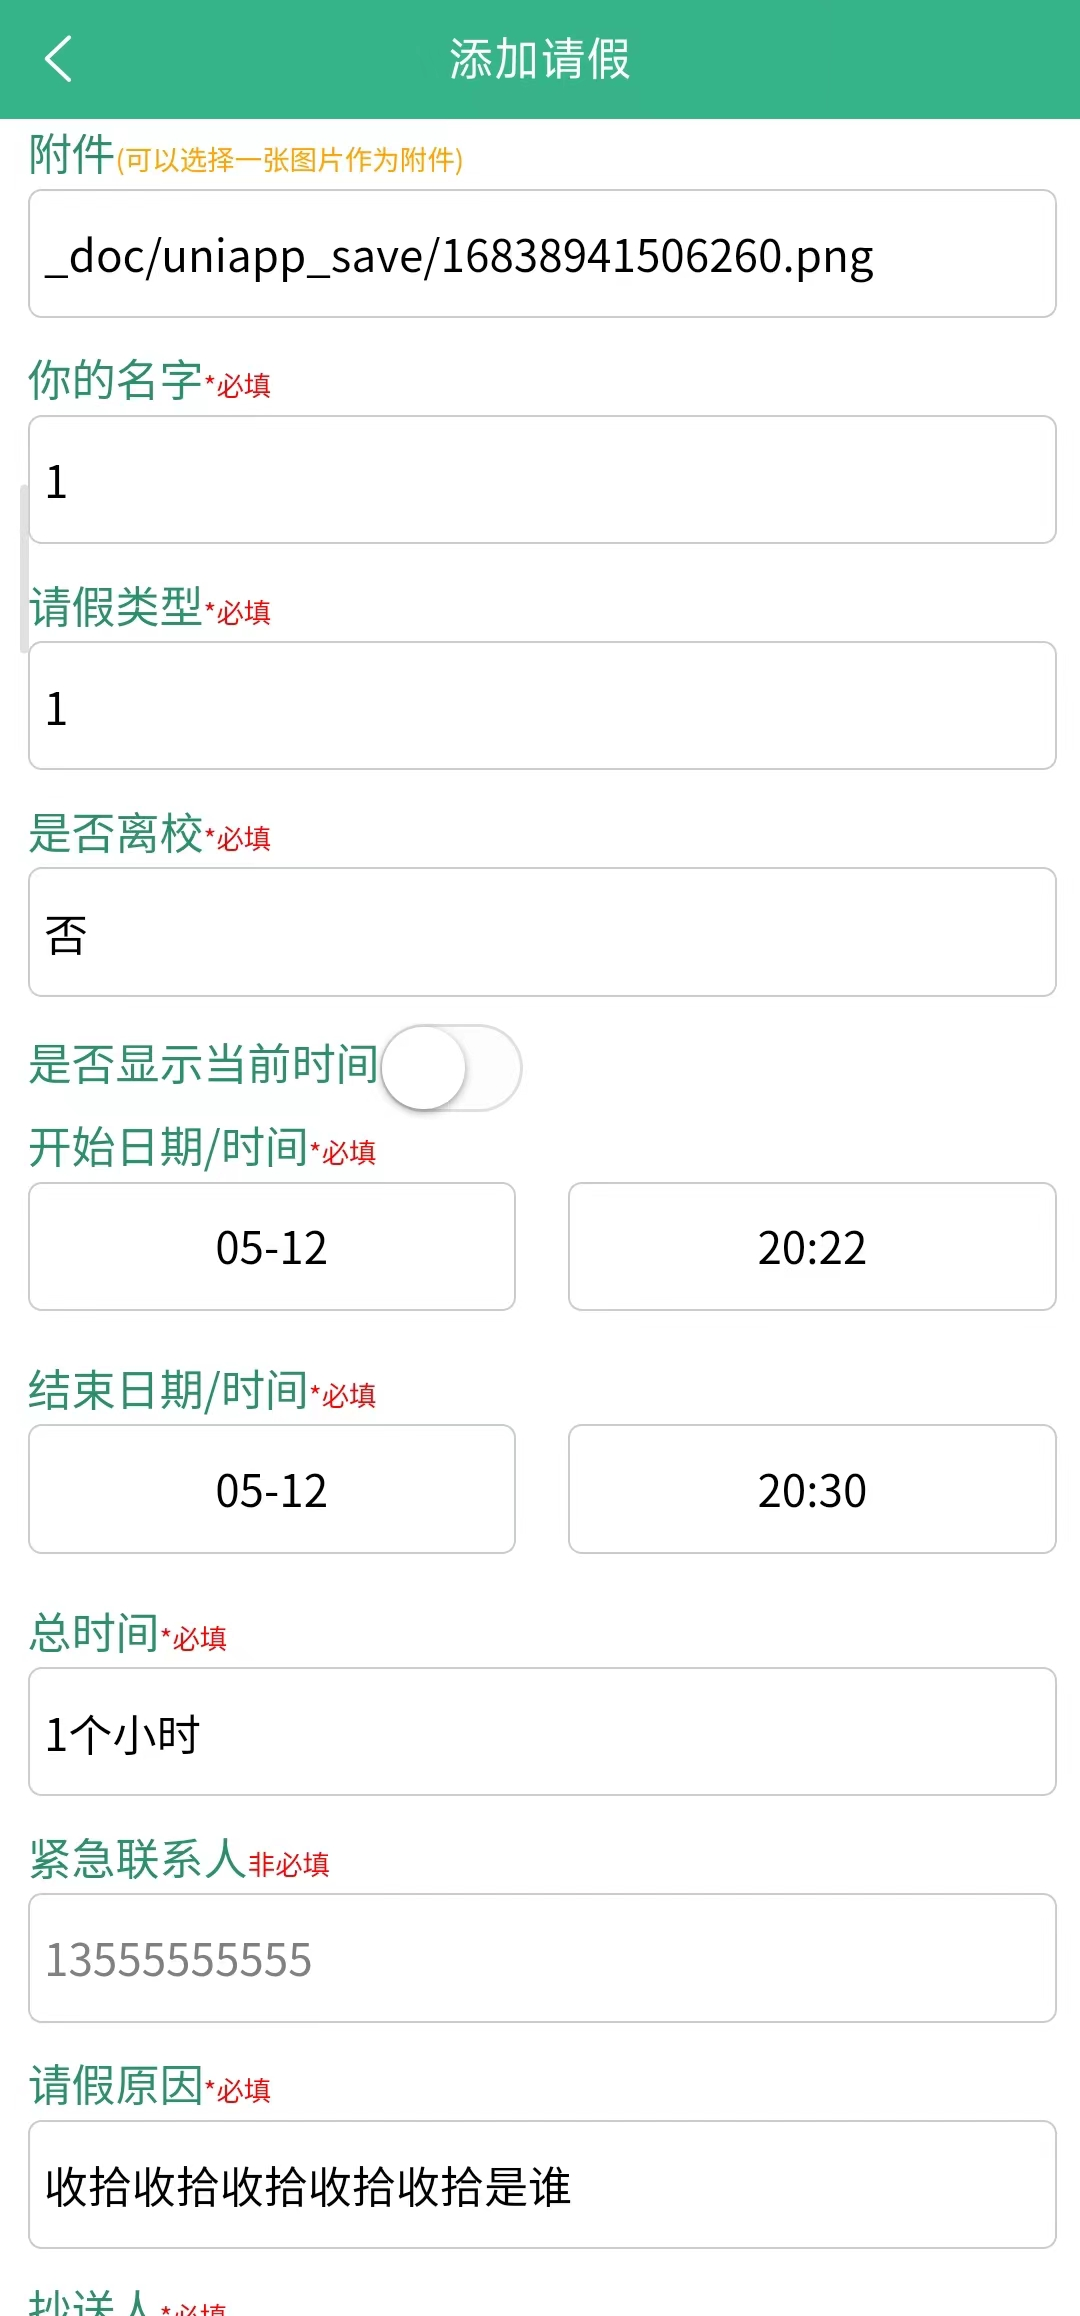 添加请假
附件(可以选择一张图片作为附件)
_doc/uniapp_save/16838941506260.png
你的名字*必填
1
请假类型*必填
1
是否离校*必填
否
是否显示当前时间
开始日期/时间*必填
05-12 20:22
结束日期/时间*必填
05-12 20:30
总时间*必填
1个小时
紧急联系人非必填
13555555555
请假原因*必填
收拾收拾收拾收拾收拾是谁
抄送人*必填